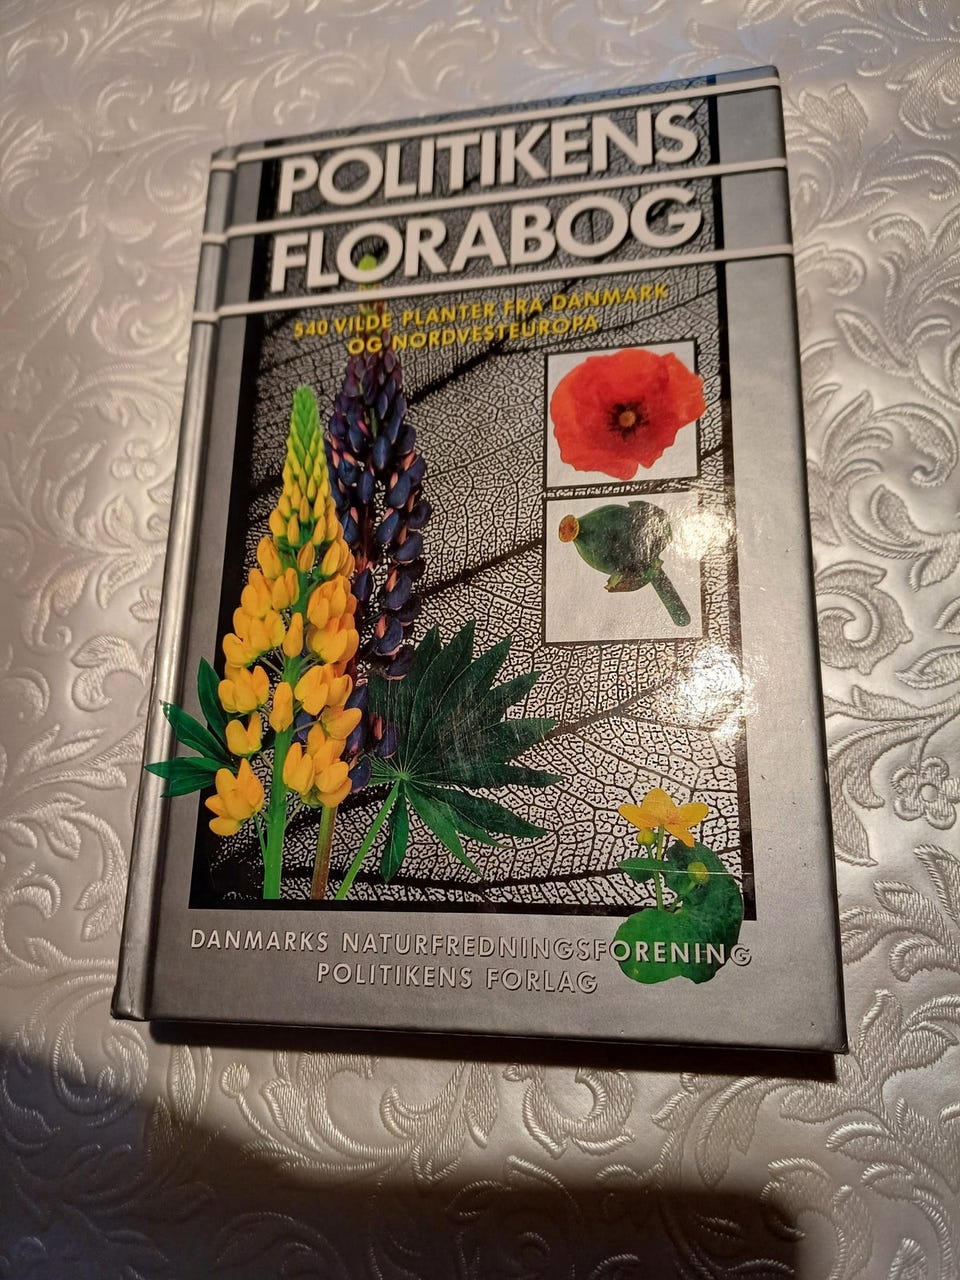 POLITIKENS
FLORABOG
540 VILDE PLANTER FRA DANMARK
OG NORDVESTEUROPA
DANMARKS NATURFREDNINGSFORENING
POLITIKENS FORLAG